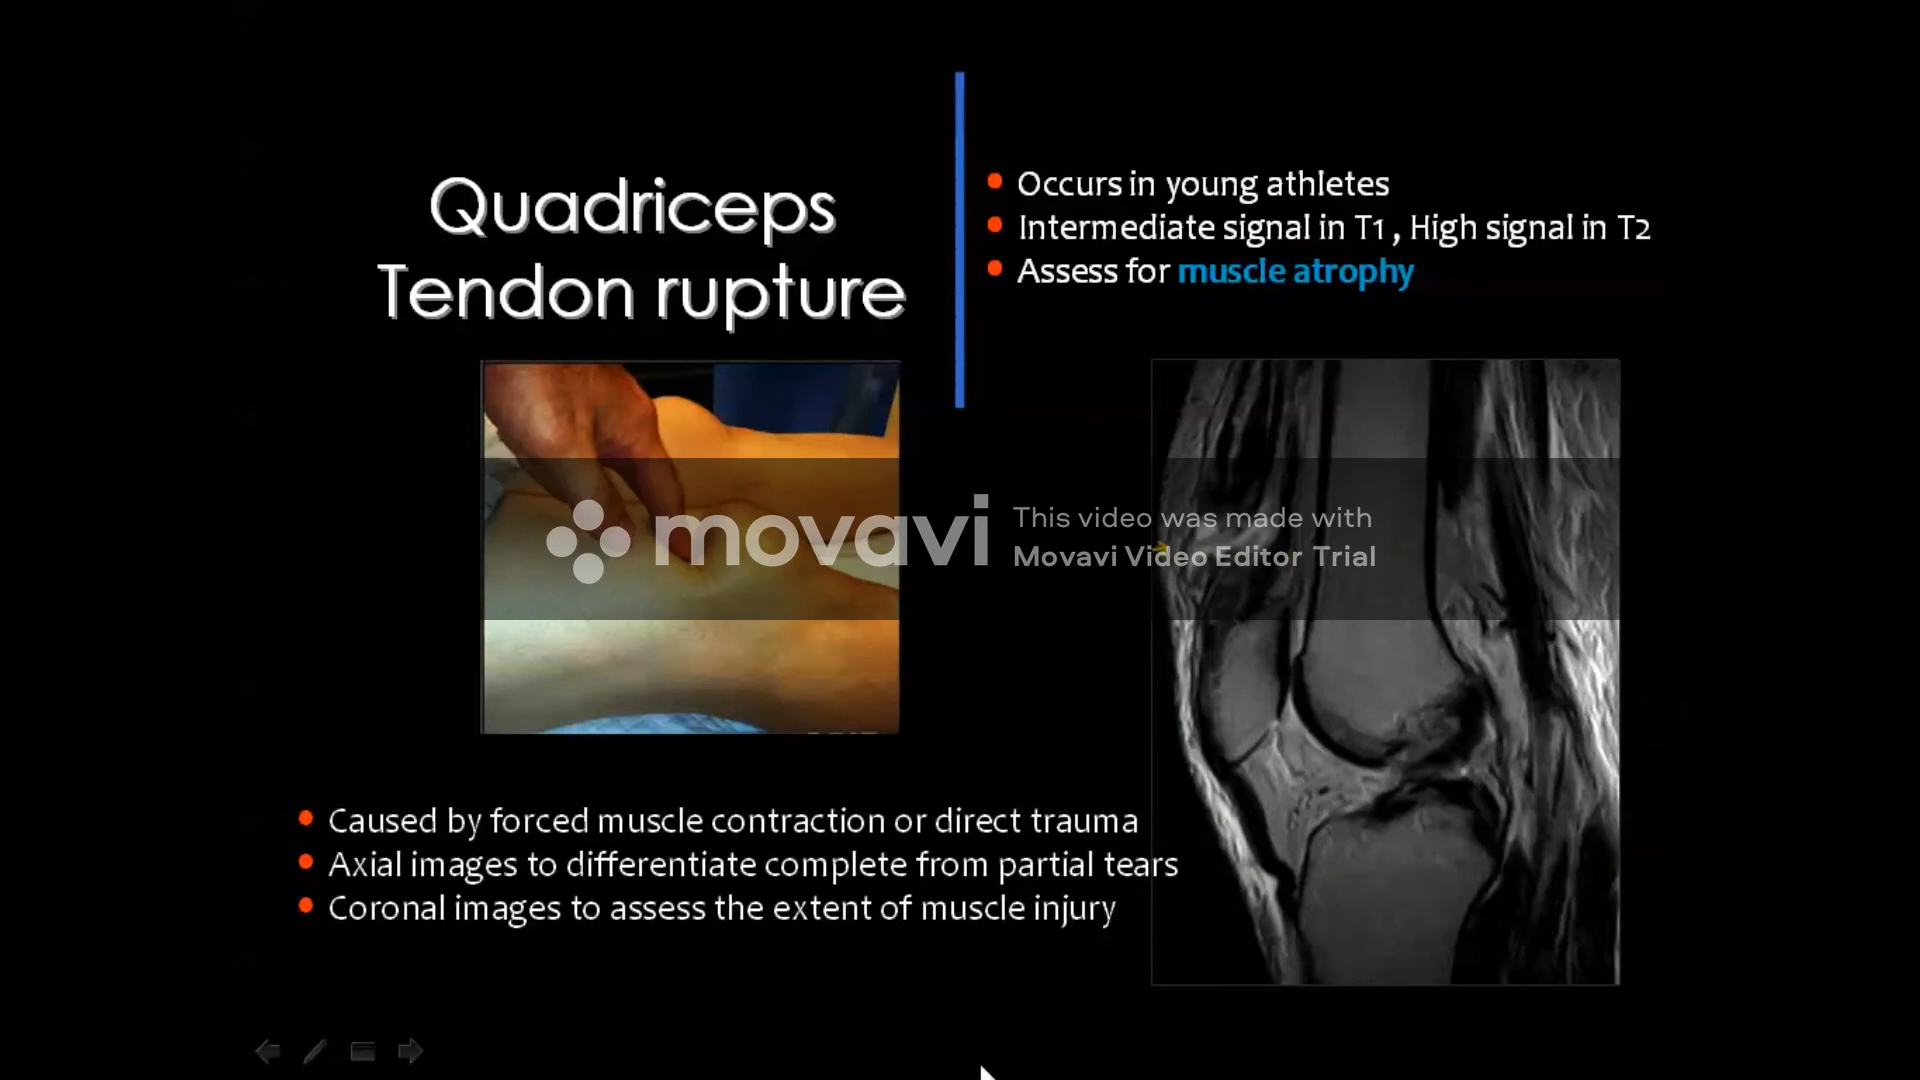 Quadriceps
Tendon rupture
Occurs in young athletes
Intermediate signal in T1 , High signal in T2
Assess for muscle atrophy
movavi
This video was made with
Movavi Video Editor Trial
Caused by forced muscle contraction or direct trauma
Axial images to differentiate complete from partial tears
Coronal images to assess the extent of muscle injury